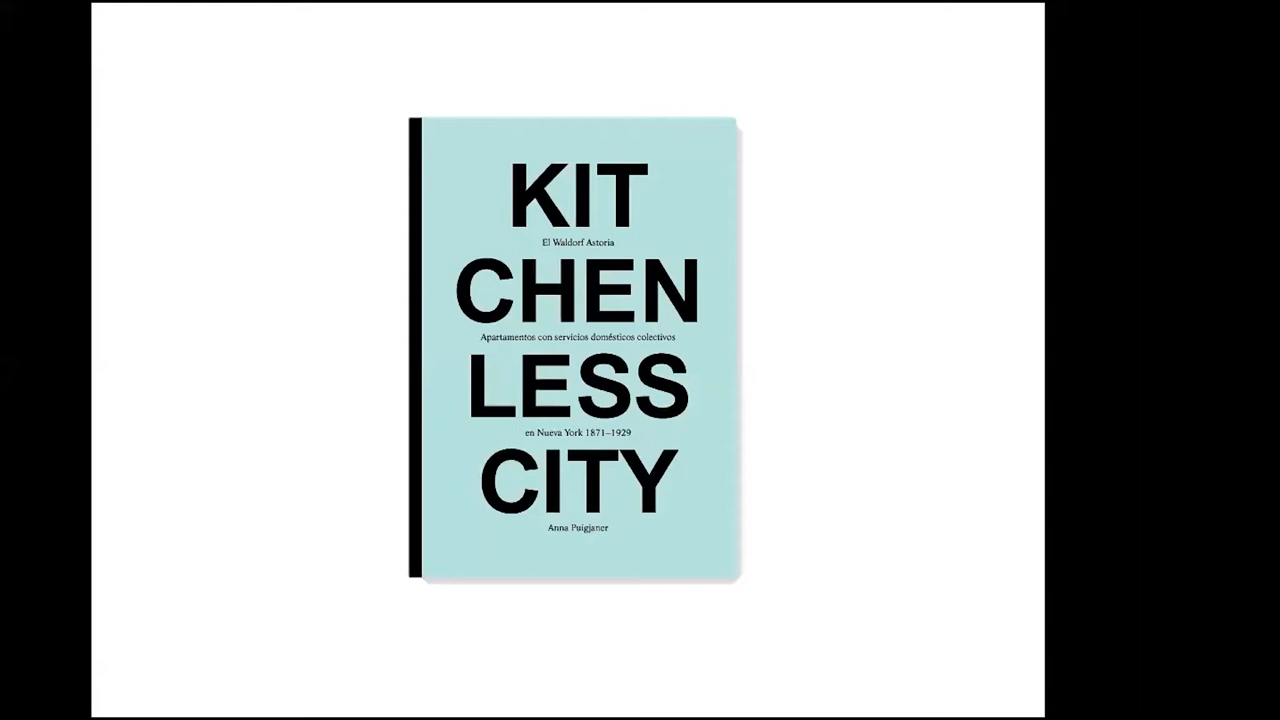 KIT
El Waldorf Astoria
CHEN
Apartamentos con servicios domésticos colectivos
LESS
en Nueva York 1871–1929
CITY
Anna Puigjaner